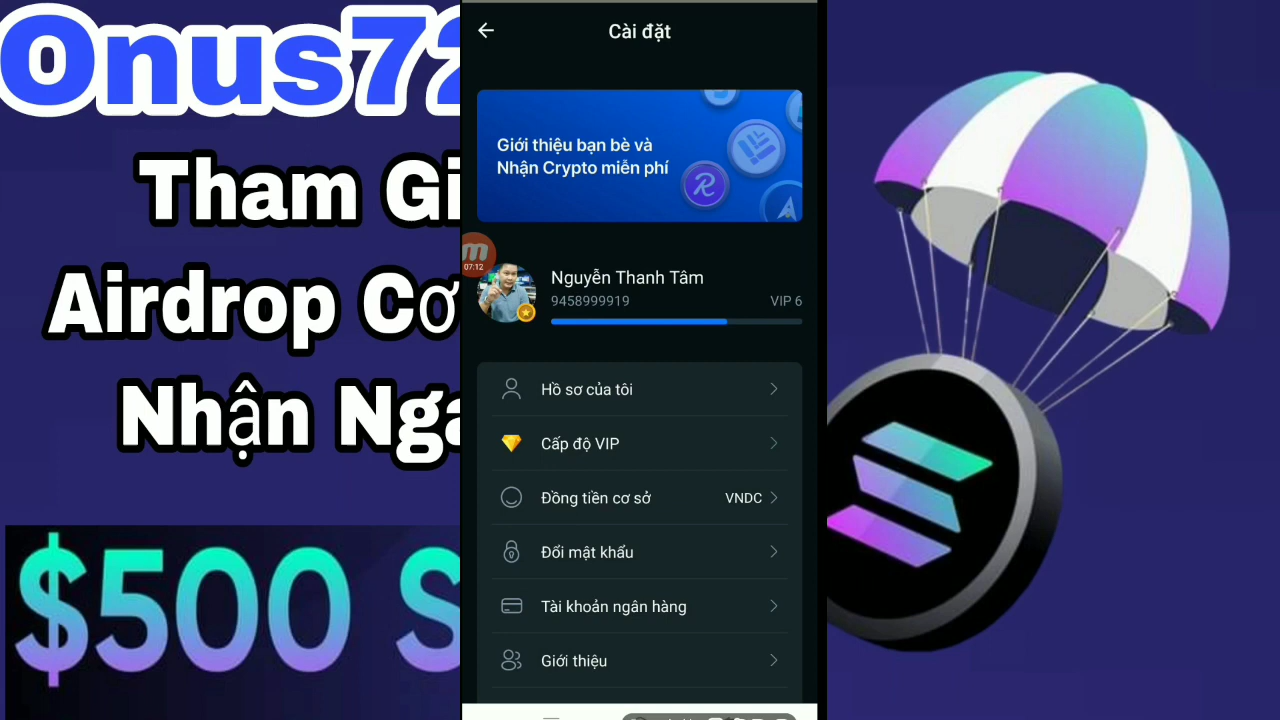 Onus72
Tham Gi
Airdrop Cơ
Nhận Nga
$500 S
Cài đặt
Giới thiệu bạn bè và
Nhận Crypto miễn phí
07:12
Nguyễn Thanh Tâm
9458999919
VIP 6
Hồ sơ của tôi
Cấp độ VIP
Đồng tiền cơ sở
VNDC
Đổi mật khẩu
Tài khoản ngân hàng
Giới thiệu